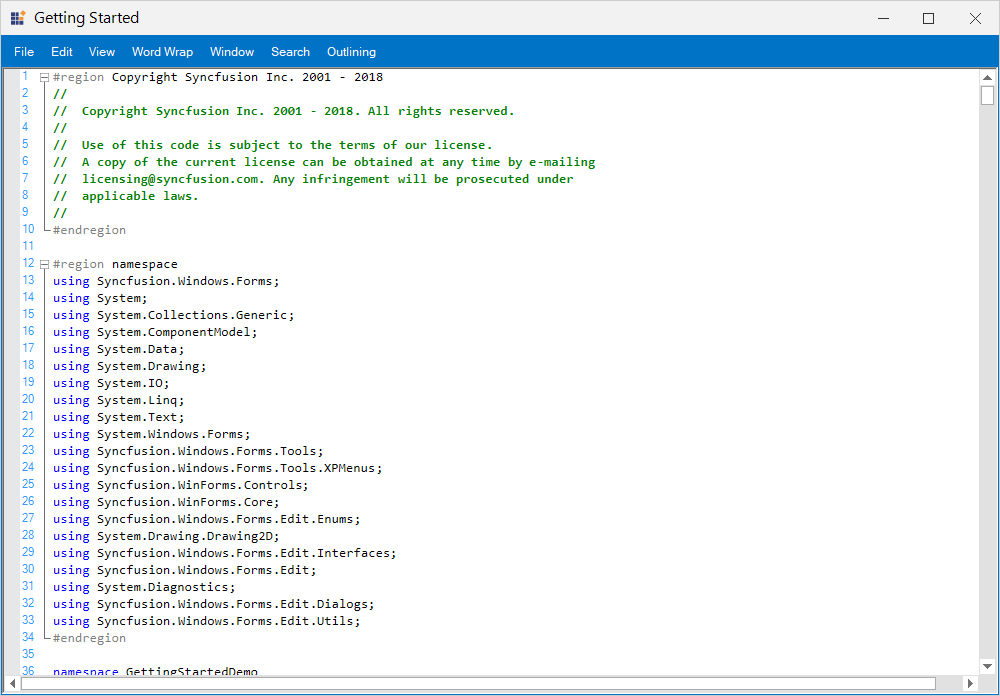 Getting Started
File Edit View Word Wrap Window Search Outlining
1 #region Copyright Syncfusion Inc. 2001 - 2018
2 //
3 //  Copyright Syncfusion Inc. 2001 - 2018. All rights reserved.
4 //
5 //  Use of this code is subject to the terms of our license.
6 //  A copy of the current license can be obtained at any time by e-mailing
7 //  licensing@syncfusion.com. Any infringement will be prosecuted under
8 //  applicable laws.
9 //
10 #endregion
11
12 #region namespace
13 using Syncfusion.Windows.Forms;
14 using System;
15 using System.Collections.Generic;
16 using System.ComponentModel;
17 using System.Data;
18 using System.Drawing;
19 using System.IO;
20 using System.Linq;
21 using System.Text;
22 using System.Windows.Forms;
23 using Syncfusion.Windows.Forms.Tools;
24 using Syncfusion.Windows.Forms.Tools.XPMenus;
25 using Syncfusion.WinForms.Controls;
26 using Syncfusion.WinForms.Core;
27 using Syncfusion.Windows.Forms.Edit.Enums;
28 using System.Drawing.Drawing2D;
29 using Syncfusion.Windows.Forms.Edit.Interfaces;
30 using Syncfusion.Windows.Forms.Edit;
31 using System.Diagnostics;
32 using Syncfusion.Windows.Forms.Edit.Dialogs;
33 using Syncfusion.Windows.Forms.Edit.Utils;
34 #endregion
35
36 namespace GettingStartedDemo